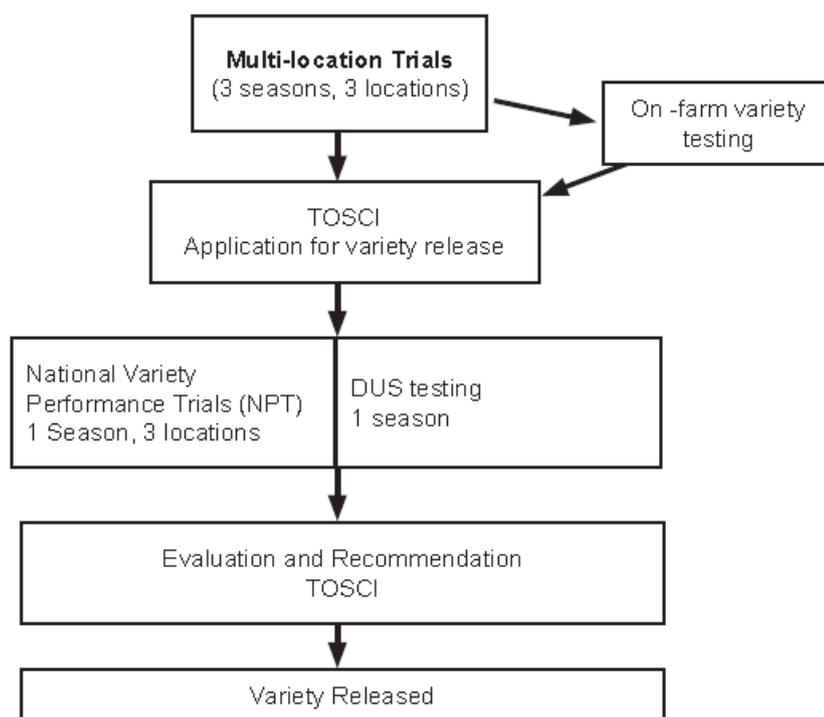 Multi-location Trials
(3 seasons, 3 locations)
On -farm variety
testing
TOSCI
Application for variety release
National Variety
Performance Trials (NPT)
1 Season, 3 locations
DUS testing
1 season
Evaluation and Recommendation
TOSCI
Variety Released